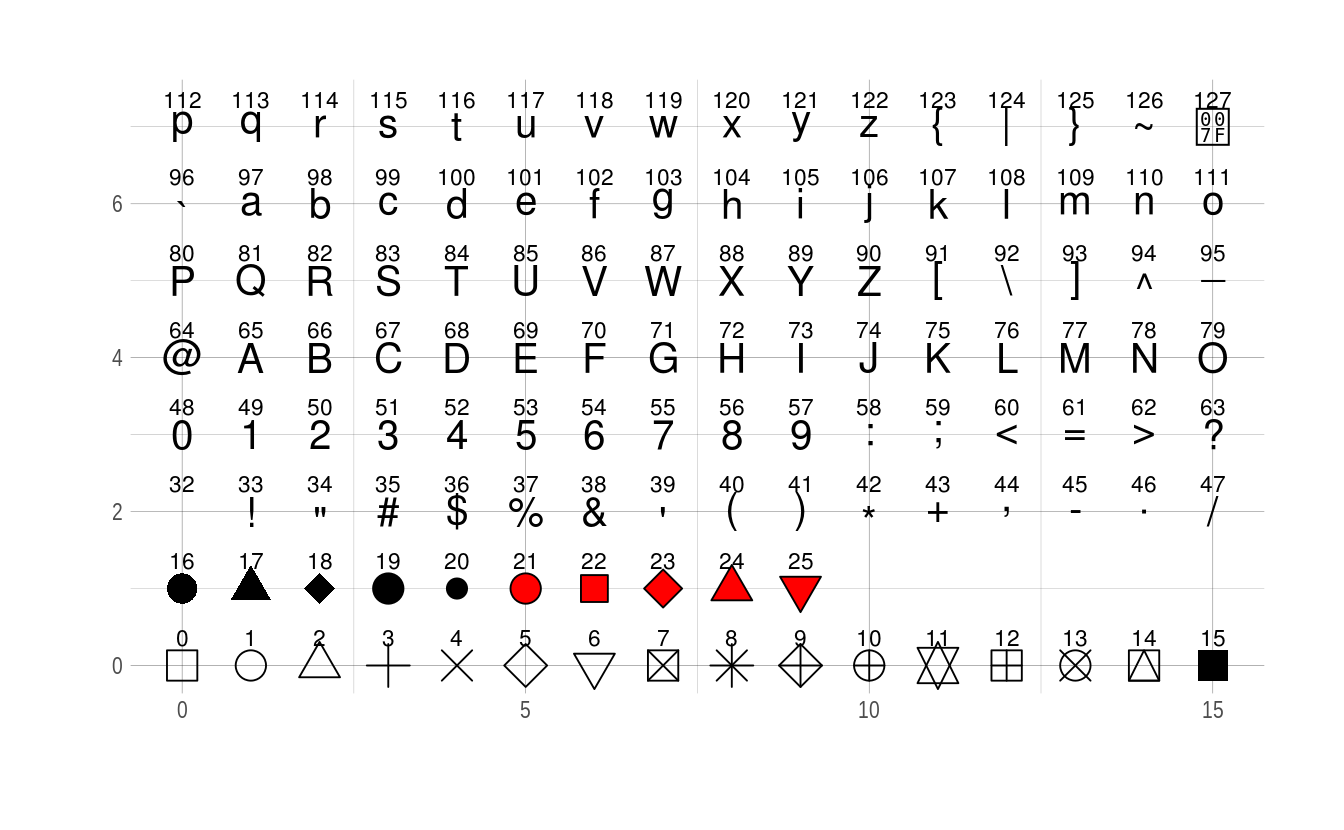 112 113 114 115 116 117 118 119 120 121 122 123 124 125 126 127
p q r s t u v w x y z { | } ~ 007F
96 97 98 99 100 101 102 103 104 105 106 107 108 109 110 111
6 ` a b c d e f g h i j k l m n o
80 81 82 83 84 85 86 87 88 89 90 91 92 93 94 95
P Q R S T U V W X Y Z [ \ ] ^ _
64 65 66 67 68 69 70 71 72 73 74 75 76 77 78 79
4 @ A B C D E F G H I J K L M N O
48 49 50 51 52 53 54 55 56 57 58 59 60 61 62 63
0 1 2 3 4 5 6 7 8 9 : ; < = > ?
32 33 34 35 36 37 38 39 40 41 42 43 44 45 46 47
2 ! " # $ % & ' ( ) * + , - . /
16 17 18 19 20 21 22 23 24 25
0 1 2 3 4 5 6 7 8 9 10 11 12 13 14 15
0
0 5 10 15